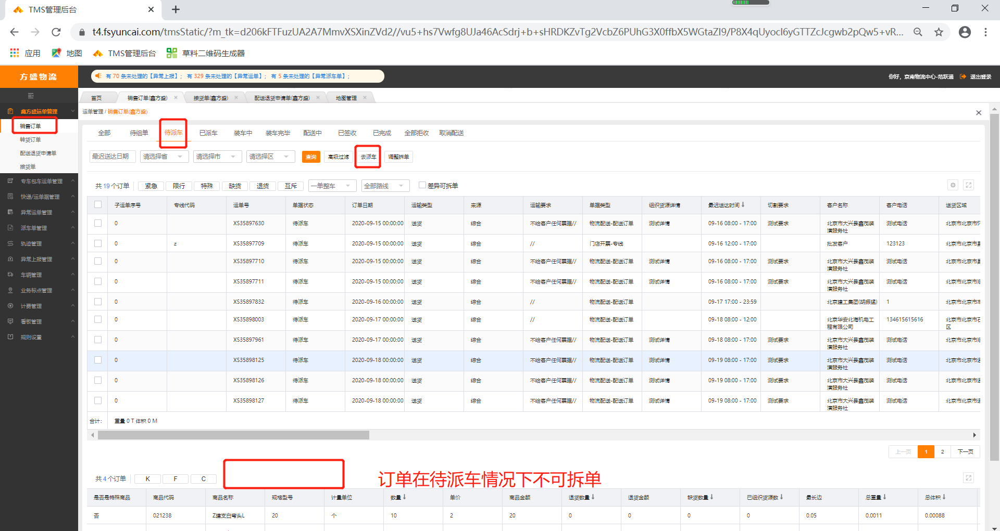 TMS管理后台
t4.fsyuncai.com/tmsStatic/?m_tk=d206kFTFuzUA2A7MmvXSXinZVd2//vu5+hs7Vwfg8UJa46AcSdrj+b+sHRDKZvTg2VcbZ6PUhG3X0ffbX5WGtaZI9/P8X4qUyocI6yGTTZcJcgwb2pQw5+vR...
应用 地图 TMS管理后台 草料二维码生成器
方盛物流
有 70 条未处理的【异常上报】； 有 329 条未处理的【异常运单】； 有 5 条未处理的【异常派车单】；
你好，京南物流中心-范跃通 退出登录
首页 销售订单(鑫方盛) 接货单(鑫方盛) 配送退货申请单(鑫方盛) 地图管理
运单管理 / 销售订单(鑫方盛)
鑫方盛运单管理
销售订单
转货订单
配送退货申请单
接货单
专车包车运单管理
快递/运单据管理
异常运单管理
派车单管理
轨迹管理
异常上报管理
车辆管理
业务标点管理
计费管理
看板管理
规则设置
全部 待组单 待派车 已派车 装车中 装车完毕 配送中 已签收 已完成 全部拒收 取消配送
最迟送达日期 请选择省 请选择市 请选择区 查询 高级过滤 去派车 调整拆单
共 19 个订单 紧急 限行 特殊 缺货 退货 互斥 一单整车 全部路线 差异可拆单
子运单序号 专线代码 运单号 单据状态 订单日期 运输类型 来源 运输要求 单据类型 组织货源详情 最迟送达时间 切割要求 客户名称 客户电话 送货区域
0 XS35897630 待派车 2020-09-15 00:00:00 送货 综合 不给客户任何票据// 物流配送-配送订单 测试详情 09-16 08:00 - 17:00 测试要求 北京市大兴县鑫茂装潢服务社 测试电话 北京市北京市
0 z XS35897709 待派车 2020-09-15 00:00:00 送货 综合 // 门店开票-专线 09-16 12:00 - 17:00 批发客户 123123 北京市北京市
0 XS35897710 待派车 2020-09-15 00:00:00 送货 综合 不给客户任何票据// 物流配送-配送订单 测试详情 09-16 08:00 - 17:00 测试要求 北京市大兴县鑫茂装潢服务社 测试电话 北京市北京市
0 XS35897711 待派车 2020-09-15 00:00:00 送货 综合 不给客户任何票据// 物流配送-配送订单 测试详情 09-16 08:00 - 17:00 测试要求 北京市大兴县鑫茂装潢服务社 测试电话 北京市北京市
0 XS35897832 待派车 2020-09-16 00:00:00 送货 综合 // 物流配送-配送订单 09-17 17:00 - 23:59 北京建工集团(胡振猛) 1 北京市北京市
0 XS35898003 待派车 2020-09-17 00:00:00 送货 综合 // 物流配送-配送订单 09-18 08:00 - 12:00 北京华安北海机电工程有限公司 134615615616 北京市北京市石区
0 XS35897961 待派车 2020-09-17 00:00:00 送货 综合 不给客户任何票据// 物流配送-配送订单 测试详情 09-18 08:00 - 17:00 测试要求 北京市大兴县鑫茂装潢服务社 测试电话 北京市北京市
0 XS35898125 待派车 2020-09-18 00:00:00 送货 综合 不给客户任何票据// 物流配送-配送订单 测试详情 09-19 08:00 - 17:00 测试要求 北京市大兴县鑫茂装潢服务社 测试电话 北京市北京市
0 XS35898126 待派车 2020-09-18 00:00:00 送货 综合 不给客户任何票据// 物流配送-配送订单 测试详情 09-19 08:00 - 17:00 测试要求 北京市大兴县鑫茂装潢服务社 测试电话 北京市北京市
0 XS35898127 待派车 2020-09-18 00:00:00 送货 综合 不给客户任何票据// 物流配送-配送订单 测试详情 09-19 08:00 - 17:00 测试要求 北京市大兴县鑫茂装潢服务社 测试电话 北京市北京市
合计: 重量 0 T 体积 0 M
上一页 1 2 下一页
共 4 个订单 K F C
订单在待派车情况下不可拆单
是否是特殊商品 商品代码 商品名称 规格型号 计量单位 数量 单价 商品金额 退货数量 退货金额 缺货数量 已组织货源数 最长边 总重量 总体积
否 021238 Z建支白弯头L 20 个 10 2 20 0 0 0 0 0.05 0.0011 0.00088